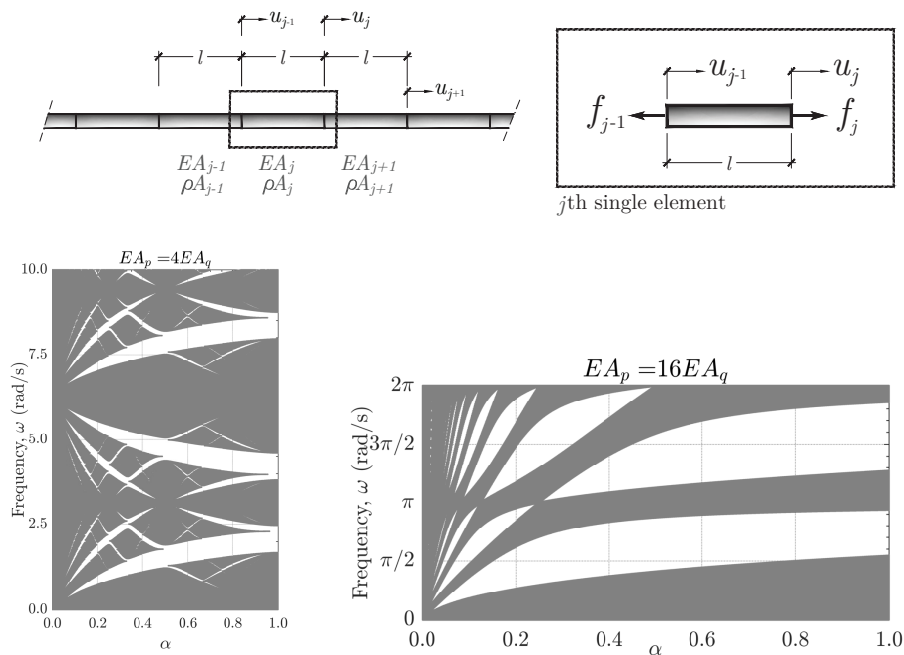 u_{j-1} u_j
l l l
u_{j+1}
EA_{j-1} EA_j EA_{j+1}
ρA_{j-1} ρA_j ρA_{j+1}
u_{j-1} u_j
f_{j-1} f_j
l
jth single element
EA_p =4EA_q
10.0
7.5
5.0
2.5
0.0
Frequency, ω (rad/s)
0.0 0.2 0.4 0.6 0.8 1.0
α
EA_p =16EA_q
2π
3π/2
π
π/2
0
Frequency, ω (rad/s)
0.0 0.2 0.4 0.6 0.8 1.0
α